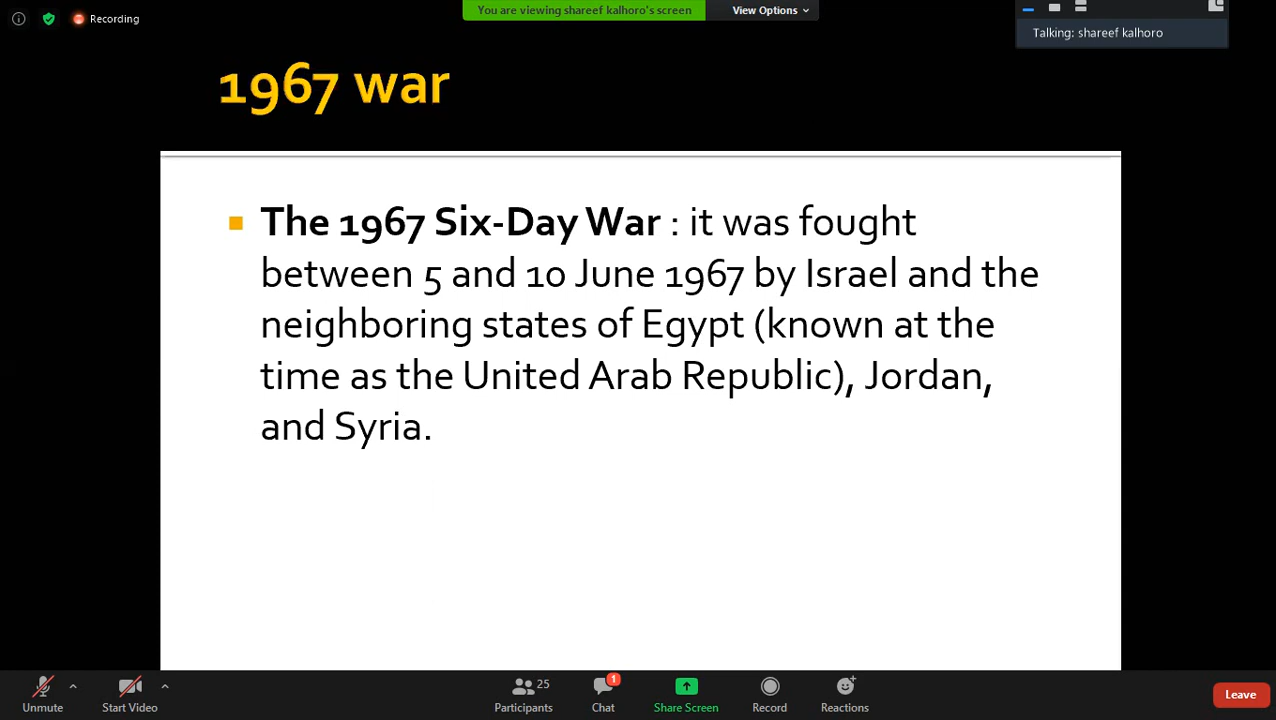 Recording
You are viewing shareef kalhoro's screen
View Options
Talking: shareef kalhoro
1967 war
The 1967 Six-Day War : it was fought
between 5 and 10 June 1967 by Israel and the
neighboring states of Egypt (known at the
time as the United Arab Republic), Jordan,
and Syria.
Unmute
Start Video
25
Participants
1
Chat
Share Screen
Record
Reactions
Leave